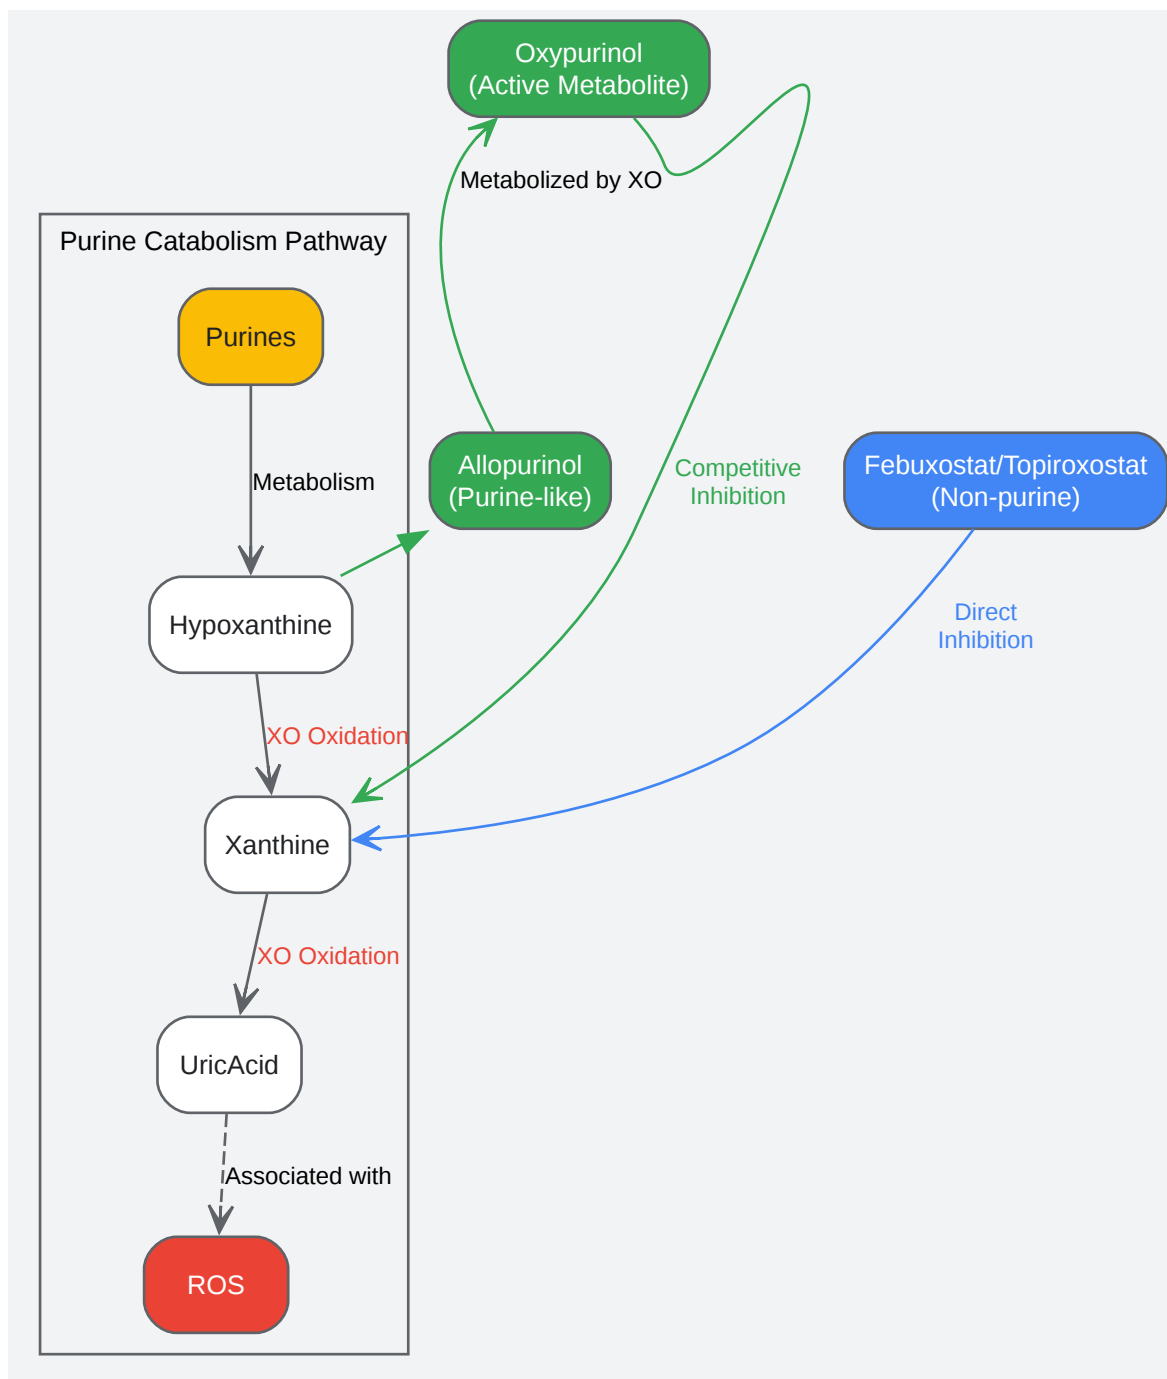 Oxypurinol
(Active Metabolite)
Metabolized by XO
Purine Catabolism Pathway
Purines
Metabolism
Allopurinol
(Purine-like)
Competitive
Inhibition
Febuxostat/Topiroxostat
(Non-purine)
Hypoxanthine
Direct
Inhibition
XO Oxidation
Xanthine
XO Oxidation
UricAcid
Associated with
ROS